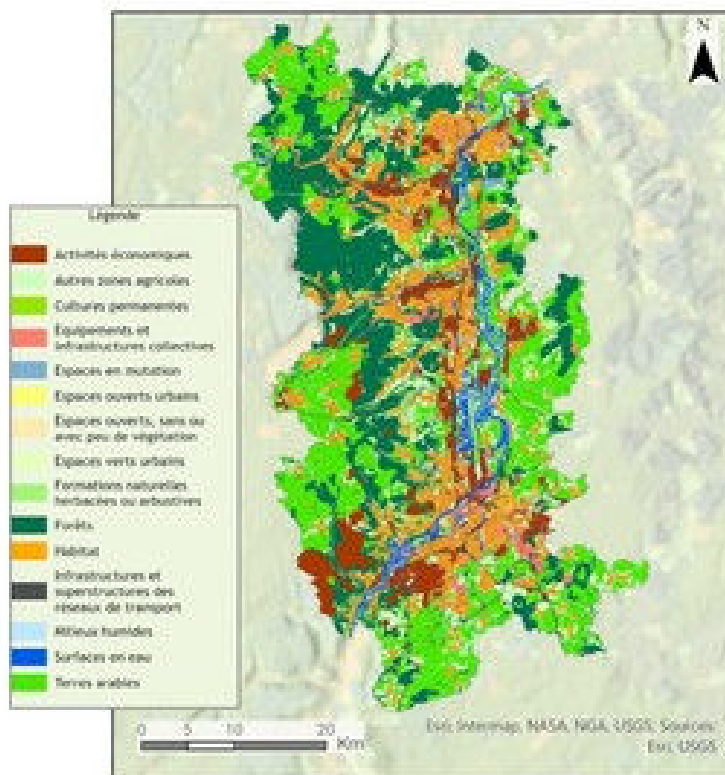 N
Légende
Activités économiques
Autres zones agricoles
Cultures permanentes
Equipements et
infrastructures collectives
Espaces en mutation
Espaces ouverts urbains
Espaces ouverts, sans ou
avec peu de végétation
Espaces verts urbains
Formations naturelles
herbacées ou arbustives
Forêts
Habitat
Infrastructures et
superstructures des
réseaux de transport
Milieux humides
Surfaces en eau
Terres arables
0 5 10 20
Km
Esri, Intermap, NASA, NGA, USGS; Sources:
Esri, USGS